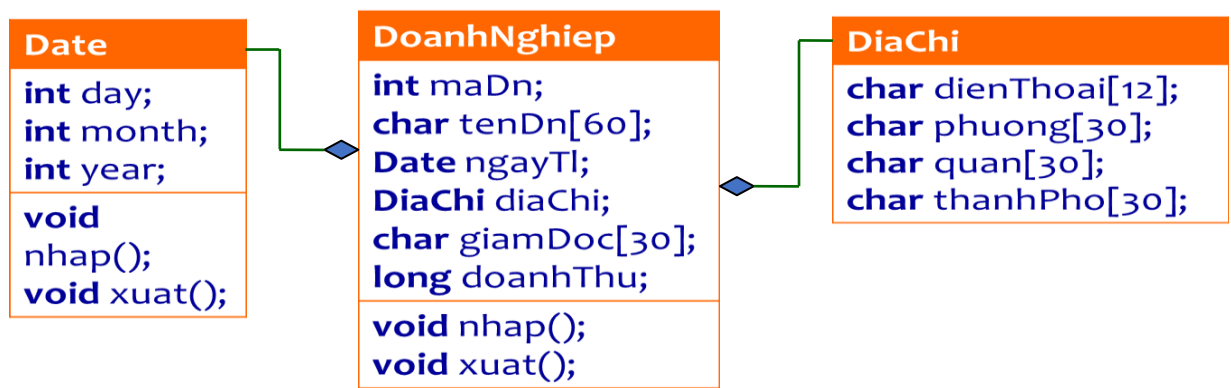 Date
int day;
int month;
int year;
void
nhap();
void xuat();
DoanhNghiep
int maDn;
char tenDn[60];
Date ngayTl;
DiaChi diaChi;
char giamDoc[30];
long doanhThu;
void nhap();
void xuat();
DiaChi
char dienThoai[12];
char phuong[30];
char quan[30];
char thanhPho[30];